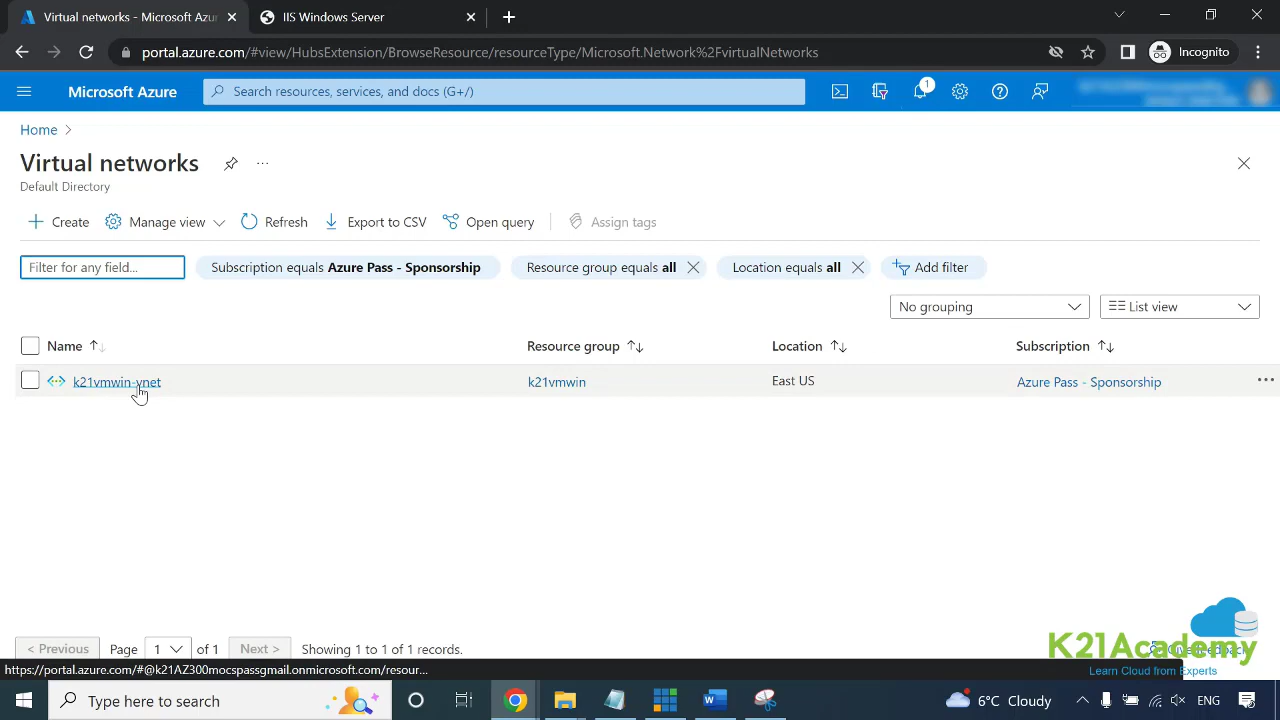 Virtual networks - Microsoft Azu
IIS Windows Server
portal.azure.com/#view/HubsExtension/BrowseResource/resourceType/Microsoft.Network%2FvirtualNetworks
Incognito
Microsoft Azure
Search resources, services, and docs (G+/)
1
Home >
Virtual networks
...
Default Directory
+ Create
Manage view
Refresh
Export to CSV
Open query
Assign tags
Filter for any field...
Subscription equals Azure Pass - Sponsorship
Resource group equals all
Location equals all
Add filter
No grouping
List view
Name
Resource group
Location
Subscription
k21vmwin-vnet
k21vmwin
East US
Azure Pass - Sponsorship
...
< Previous
Page 1 of 1
Next >
Showing 1 to 1 of 1 records.
Give feedback
K21Academy
Learn Cloud from Experts
https://portal.azure.com/#@k21AZ300mocspassgmail.onmicrosoft.com/resour...
Type here to search
6°C Cloudy
ENG